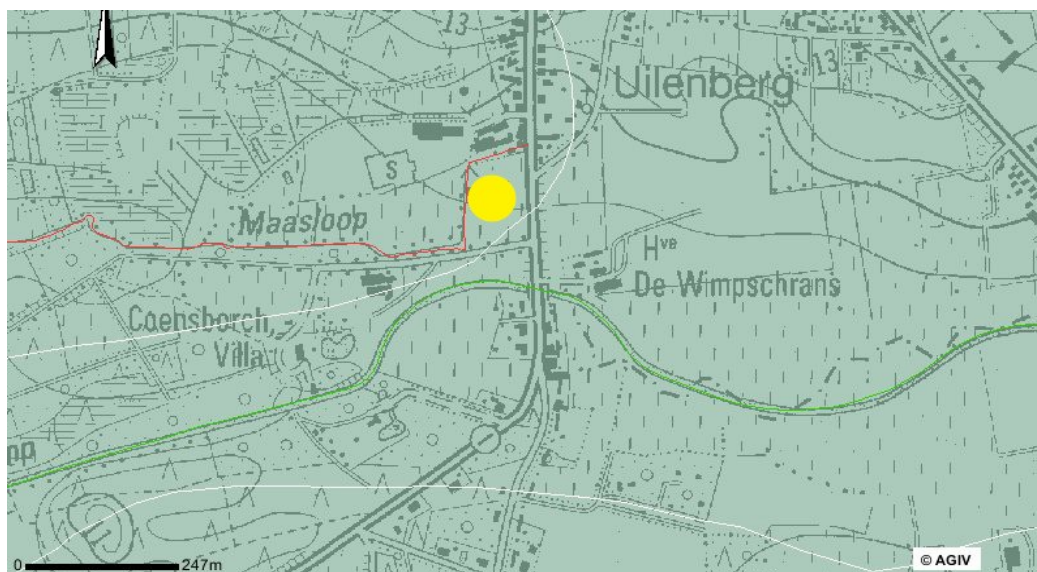 13
Uilenberg
13
S
Maasloop
Hve
De Wimpschrans
Coensborch
Villa
op
0 247m
© AGIV